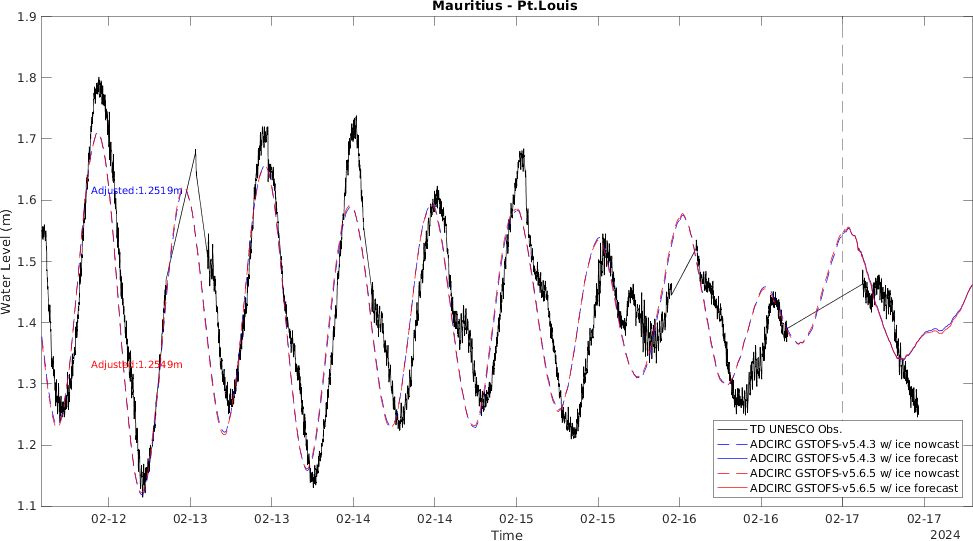 Mauritius - Pt.Louis
1.9
1.8
1.7
1.6
1.5
1.4
1.3
1.2
1.1
Water Level (m)
Adjusted:1.2519m
Adjusted:1.2549m
TD UNESCO Obs.
ADCIRC GSTOFS-v5.4.3 w/ ice nowcast
ADCIRC GSTOFS-v5.4.3 w/ ice forecast
ADCIRC GSTOFS-v5.6.5 w/ ice nowcast
ADCIRC GSTOFS-v5.6.5 w/ ice forecast
02-12 02-13 02-13 02-14 02-14 02-15 02-15 02-16 02-16 02-17 02-17
Time
2024